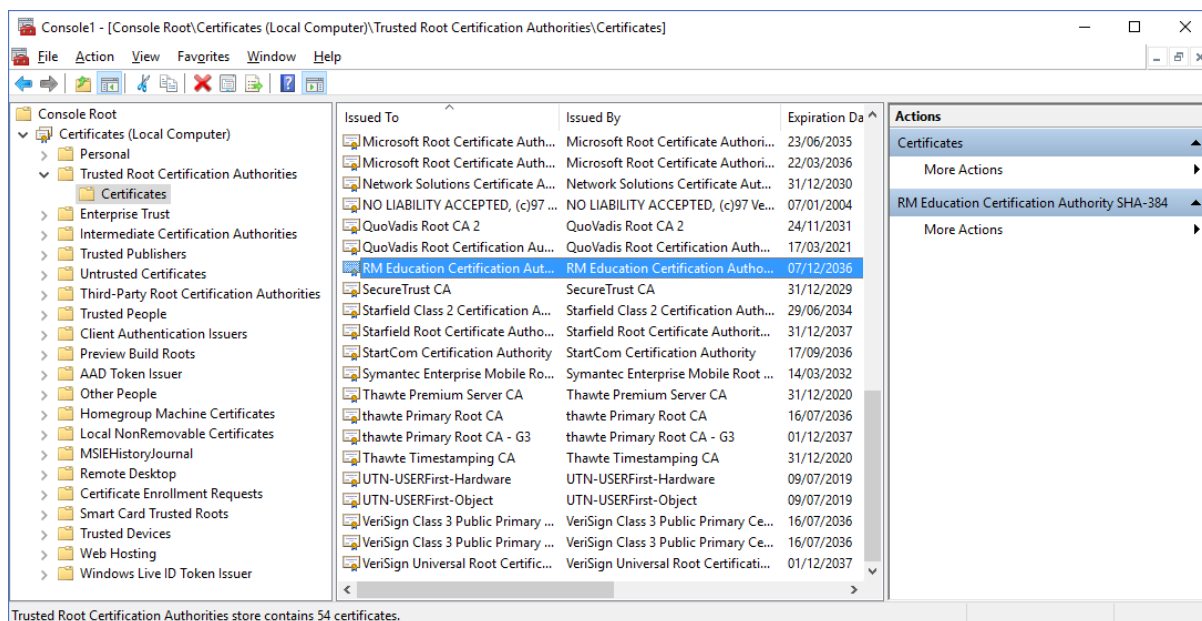 Console1 - [Console Root\Certificates (Local Computer)\Trusted Root Certification Authorities\Certificates]
File Action View Favorites Window Help
Console Root
Certificates (Local Computer)
Personal
Trusted Root Certification Authorities
Certificates
Enterprise Trust
Intermediate Certification Authorities
Trusted Publishers
Untrusted Certificates
Third-Party Root Certification Authorities
Trusted People
Client Authentication Issuers
Preview Build Roots
AAD Token Issuer
Other People
Homegroup Machine Certificates
Local NonRemovable Certificates
MSIEHistoryJournal
Remote Desktop
Certificate Enrollment Requests
Smart Card Trusted Roots
Trusted Devices
Web Hosting
Windows Live ID Token Issuer
Issued To Issued By Expiration Da
Microsoft Root Certificate Auth... Microsoft Root Certificate Authori... 23/06/2035
Microsoft Root Certificate Auth... Microsoft Root Certificate Authori... 22/03/2036
Network Solutions Certificate A... Network Solutions Certificate Aut... 31/12/2030
NO LIABILITY ACCEPTED, (c)97 ... NO LIABILITY ACCEPTED, (c)97 Ve... 07/01/2004
QuoVadis Root CA 2 QuoVadis Root CA 2 24/11/2031
QuoVadis Root Certification Au... QuoVadis Root Certification Auth... 17/03/2021
RM Education Certification Aut... RM Education Certification Autho... 07/12/2036
SecureTrust CA SecureTrust CA 31/12/2029
Starfield Class 2 Certification A... Starfield Class 2 Certification Auth... 29/06/2034
Starfield Root Certificate Autho... Starfield Root Certificate Authorit... 31/12/2037
StartCom Certification Authority StartCom Certification Authority 17/09/2036
Symantec Enterprise Mobile Ro... Symantec Enterprise Mobile Root ... 14/03/2032
Thawte Premium Server CA Thawte Premium Server CA 31/12/2020
thawte Primary Root CA thawte Primary Root CA 16/07/2036
thawte Primary Root CA - G3 thawte Primary Root CA - G3 01/12/2037
Thawte Timestamping CA Thawte Timestamping CA 31/12/2020
UTN-USERFirst-Hardware UTN-USERFirst-Hardware 09/07/2019
UTN-USERFirst-Object UTN-USERFirst-Object 09/07/2019
VeriSign Class 3 Public Primary ... VeriSign Class 3 Public Primary Ce... 16/07/2036
VeriSign Class 3 Public Primary ... VeriSign Class 3 Public Primary Ce... 16/07/2036
VeriSign Universal Root Certific... VeriSign Universal Root Certificati... 01/12/2037
Actions
Certificates
More Actions
RM Education Certification Authority SHA-384
More Actions
Trusted Root Certification Authorities store contains 54 certificates.